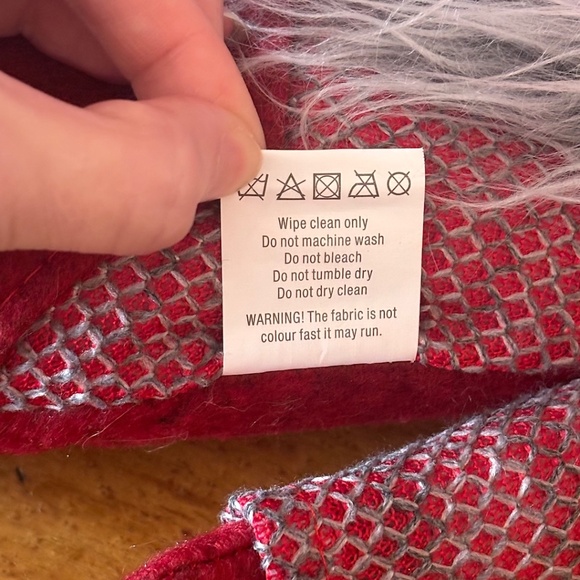 Wipe clean only
Do not machine wash
Do not bleach
Do not tumble dry
Do not dry clean
WARNING! The fabric is not
colour fast it may run.